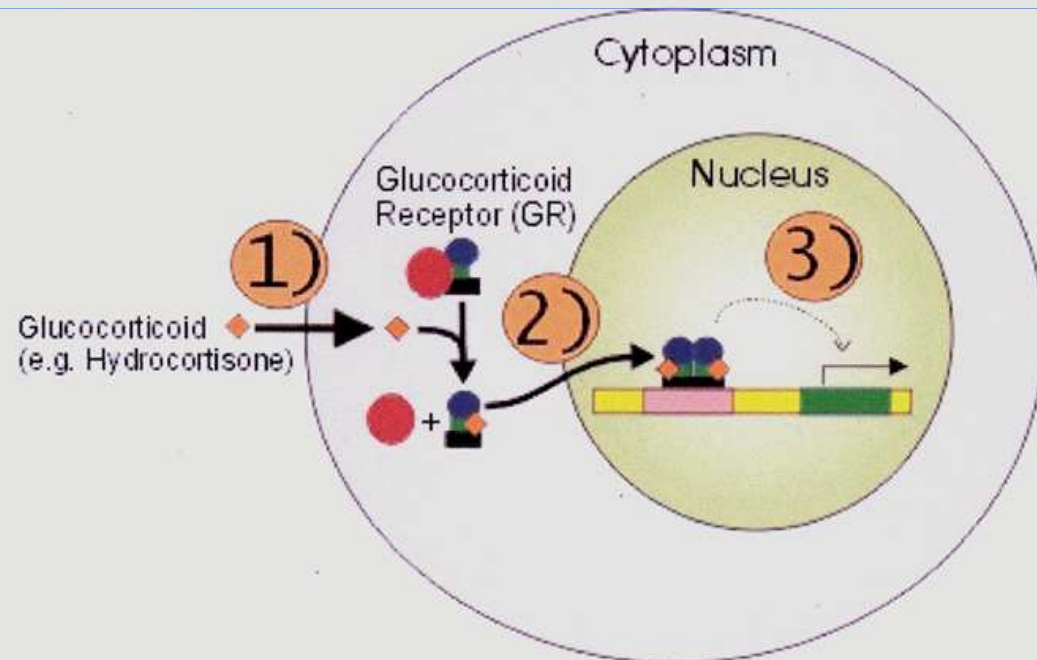 Cytoplasm
Nucleus
Glucocorticoid
Receptor (GR)
1)
2)
3)
Glucocorticoid
(e.g. Hydrocortisone)
+